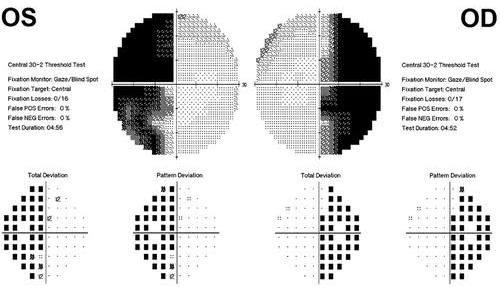 OS
OD
Central 30-2 Threshold Test
Fixation Monitor: Gaze/Blind Spot
Fixation Target: Central
Fixation Losses: 0/16
False POS Errors: 0 %
False NEG Errors: 0 %
Test Duration: 04:56
30
30
Central 30-2 Threshold Test
Fixation Monitor: Gaze/Blind Spot
Fixation Target: Central
Fixation Losses: 0/17
False POS Errors: 0 %
False NEG Errors: 0 %
Test Duration: 04:52
Total Deviation
Pattern Deviation
Total Deviation
Pattern Deviation